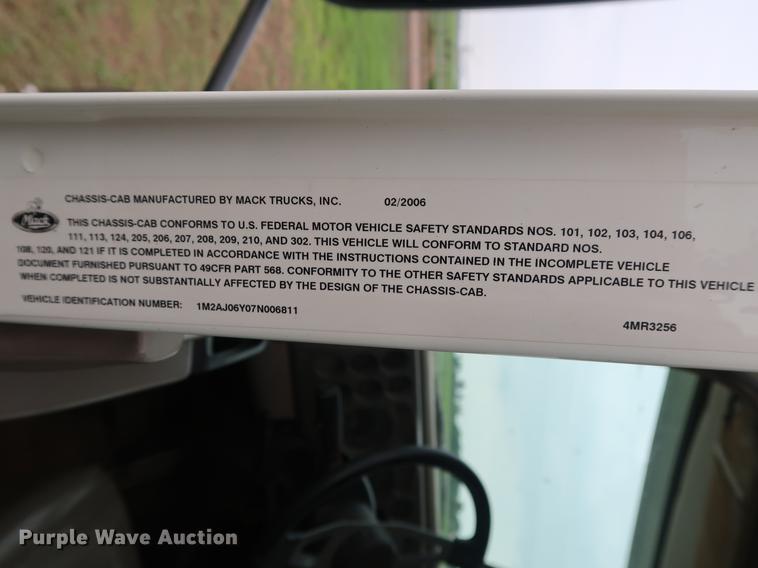 CHASSIS-CAB MANUFACTURED BY MACK TRUCKS, INC. 02/2006
Mack
THIS CHASSIS-CAB CONFORMS TO U.S. FEDERAL MOTOR VEHICLE SAFETY STANDARDS NOS. 101, 102, 103, 104, 106,
111, 113, 124, 205, 206, 207, 208, 209, 210, AND 302. THIS VEHICLE WILL CONFORM TO STANDARD NOS.
108, 120, AND 121 IF IT IS COMPLETED IN ACCORDANCE WITH THE INSTRUCTIONS CONTAINED IN THE INCOMPLETE VEHICLE
DOCUMENT FURNISHED PURSUANT TO 49CFR PART 568. CONFORMITY TO THE OTHER SAFETY STANDARDS APPLICABLE TO THIS VEHICLE
WHEN COMPLETED IS NOT SUBSTANTIALLY AFFECTED BY THE DESIGN OF THE CHASSIS-CAB.
VEHICLE IDENTIFICATION NUMBER: 1M2AJ06Y07N006811
4MR3256
Purple Wave Auction